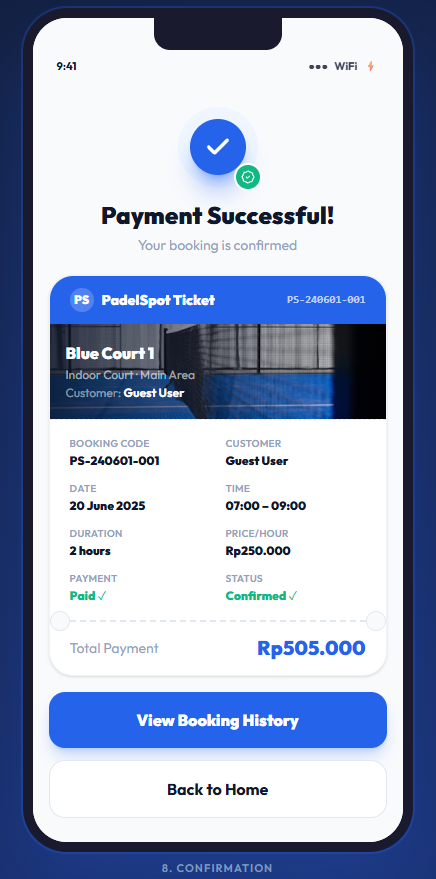 9:41
WiFi
Payment Successful!
Your booking is confirmed
PS PadelSpot Ticket PS-240601-001
Blue Court 1
Indoor Court · Main Area
Customer: Guest User
BOOKING CODE CUSTOMER
PS-240601-001 Guest User
DATE TIME
20 June 2025 07:00 – 09:00
DURATION PRICE/HOUR
2 hours Rp250.000
PAYMENT STATUS
Paid ✓ Confirmed ✓
Total Payment Rp505.000
View Booking History
Back to Home
8. CONFIRMATION